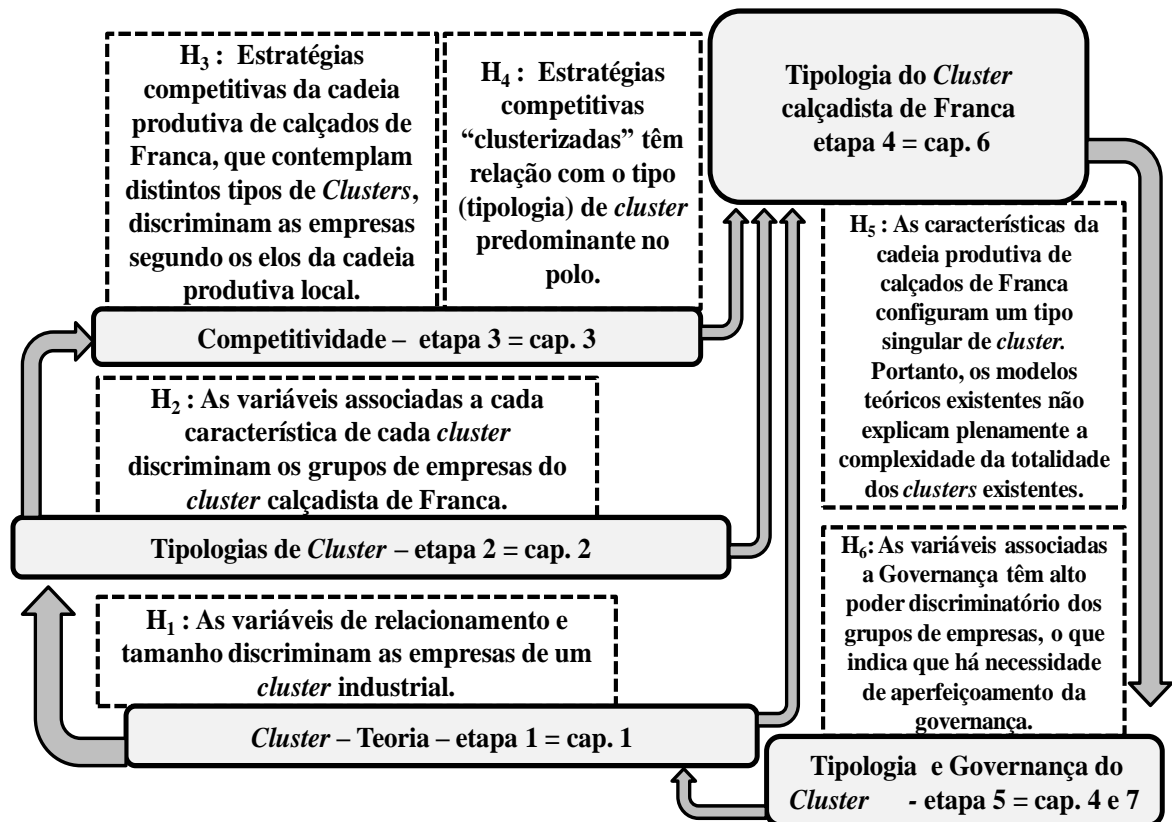 H3 : Estratégias
competitivas da cadeia
produtiva de calçados de
Franca, que contemplam
distintos tipos de Clusters,
discriminam as empresas
segundo os elos da cadeia
produtiva local.
H4 : Estratégias
competitivas
“clusterizadas” têm
relação com o tipo
(tipologia) de cluster
predominante no
polo.
Tipologia do Cluster
calçadista de Franca
etapa 4 = cap. 6
Competitividade – etapa 3 = cap. 3
H2 : As variáveis associadas a cada
característica de cada cluster
discriminam os grupos de empresas do
cluster calçadista de Franca.
Tipologias de Cluster – etapa 2 = cap. 2
H1 : As variáveis de relacionamento e
tamanho discriminam as empresas de um
cluster industrial.
Cluster – Teoria – etapa 1 = cap. 1
H5 : As características da
cadeia produtiva de
calçados de Franca
configuram um tipo
singular de cluster.
Portanto, os modelos
teóricos existentes não
explicam plenamente a
complexidade da totalidade
dos clusters existentes.
H6: As variáveis associadas
a Governança têm alto
poder discriminatório dos
grupos de empresas, o que
indica que há necessidade
de aperfeiçoamento da
governança.
Tipologia e Governança do
Cluster - etapa 5 = cap. 4 e 7